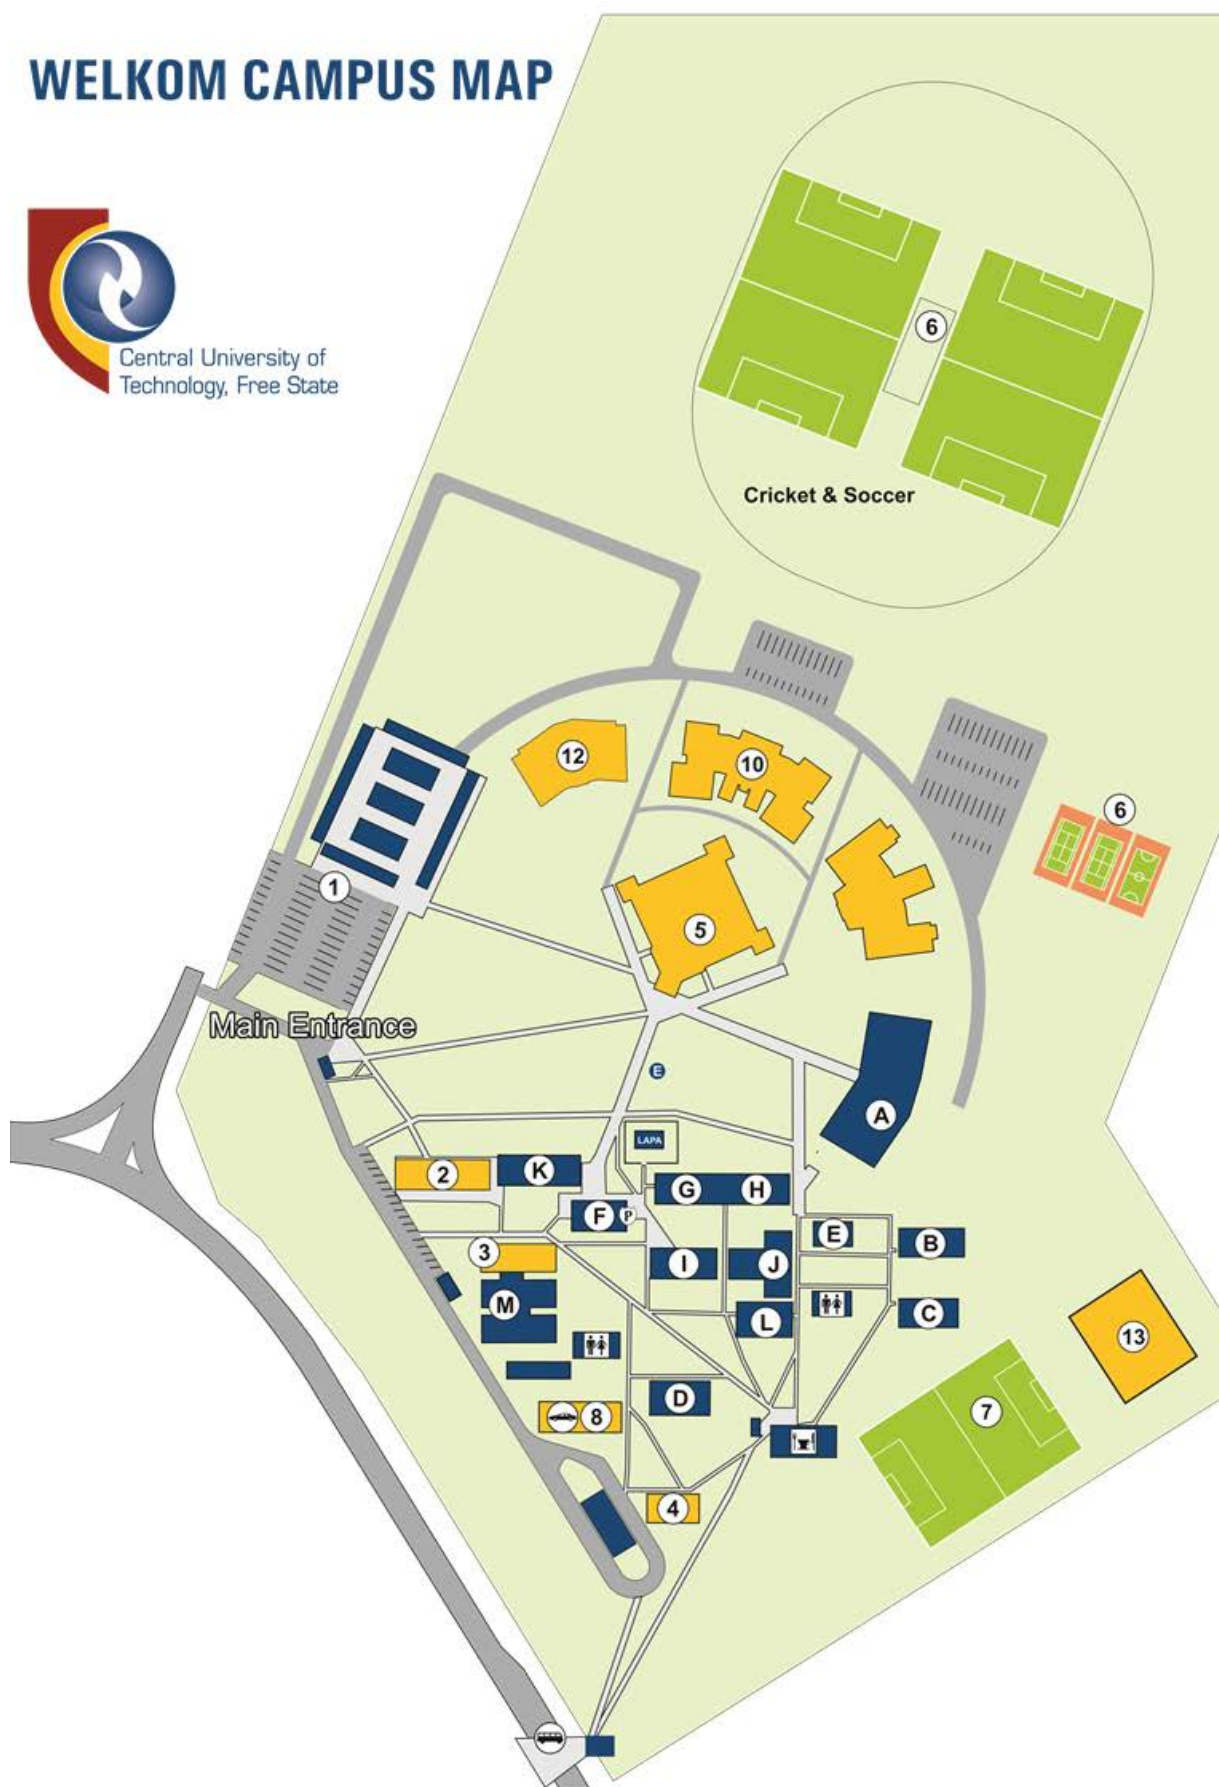 WELKOM CAMPUS MAP
Central University of
Technology, Free State
6
Cricket & Soccer
12
10
6
1
5
Main Entrance
E
A
LAPA
2
K
G
H
F
P
E
B
3
I
J
M
C
L
13
D
8
7
4